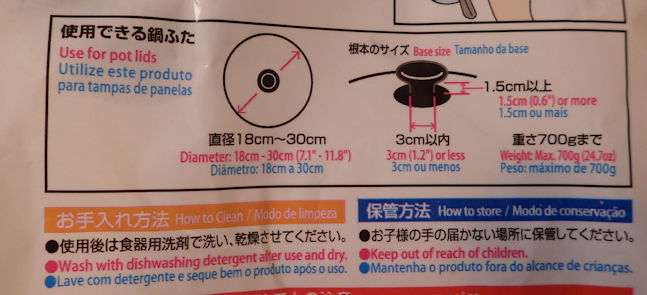 使用できる鍋ふた
Use for pot lids
Utilize este produto
para tampas de panelas
根本のサイズ Base size Tamanho da base
1.5cm以上
1.5cm (0.6") or more
1.5cm ou mais
直径18cm～30cm
Diameter: 18cm - 30cm (7.1" - 11.8")
Diâmetro: 18cm a 30cm
3cm以内
3cm (1.2") or less
3cm ou menos
重さ700gまで
Weight: Max. 700g (24.7oz)
Peso: máximo de 700g
お手入れ方法 How to Clean / Modo de limpeza
●使用後は食器用洗剤で洗い、乾燥させてください。
●Wash with dishwashing detergent after use and dry.
●Lave com detergente e seque bem o produto após o uso.
保管方法 How to store / Modo de conservação
●お子様の手の届かない場所に保管してください。
●Keep out of reach of children.
●Mantenha o produto fora do alcance de crianças.